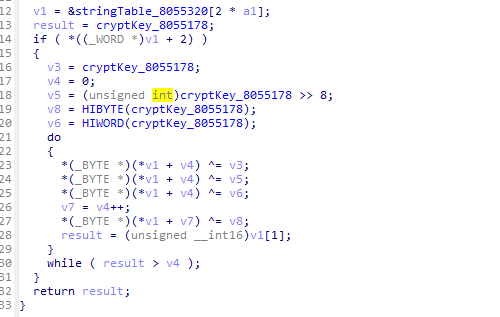 12 v1 = &stringTable_8055320[2 * a1];
13 result = cryptKey_8055178;
14 if ( *((_WORD *)v1 + 2) )
15 {
16 v3 = cryptKey_8055178;
17 v4 = 0;
18 v5 = (unsigned int)cryptKey_8055178 >> 8;
19 v8 = HIBYTE(cryptKey_8055178);
20 v6 = HIWORD(cryptKey_8055178);
21 do
22 {
23 *(_BYTE *)(*v1 + v4) ^= v3;
24 *(_BYTE *)(*v1 + v4) ^= v5;
25 *(_BYTE *)(*v1 + v4) ^= v6;
26 v7 = v4++;
27 *(_BYTE *)(*v1 + v7) ^= v8;
28 result = (unsigned __int16)v1[1];
29 }
30 while ( result > v4 );
31 }
32 return result;
33 }